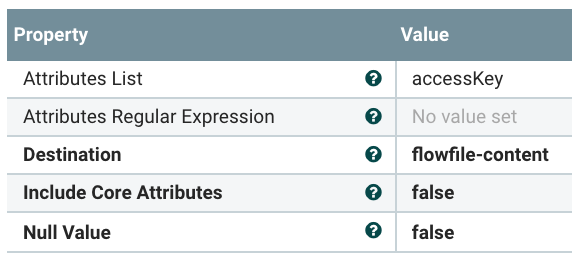 Property Value
Attributes List ? accessKey
Attributes Regular Expression ? No value set
Destination ? flowfile-content
Include Core Attributes ? false
Null Value ? false